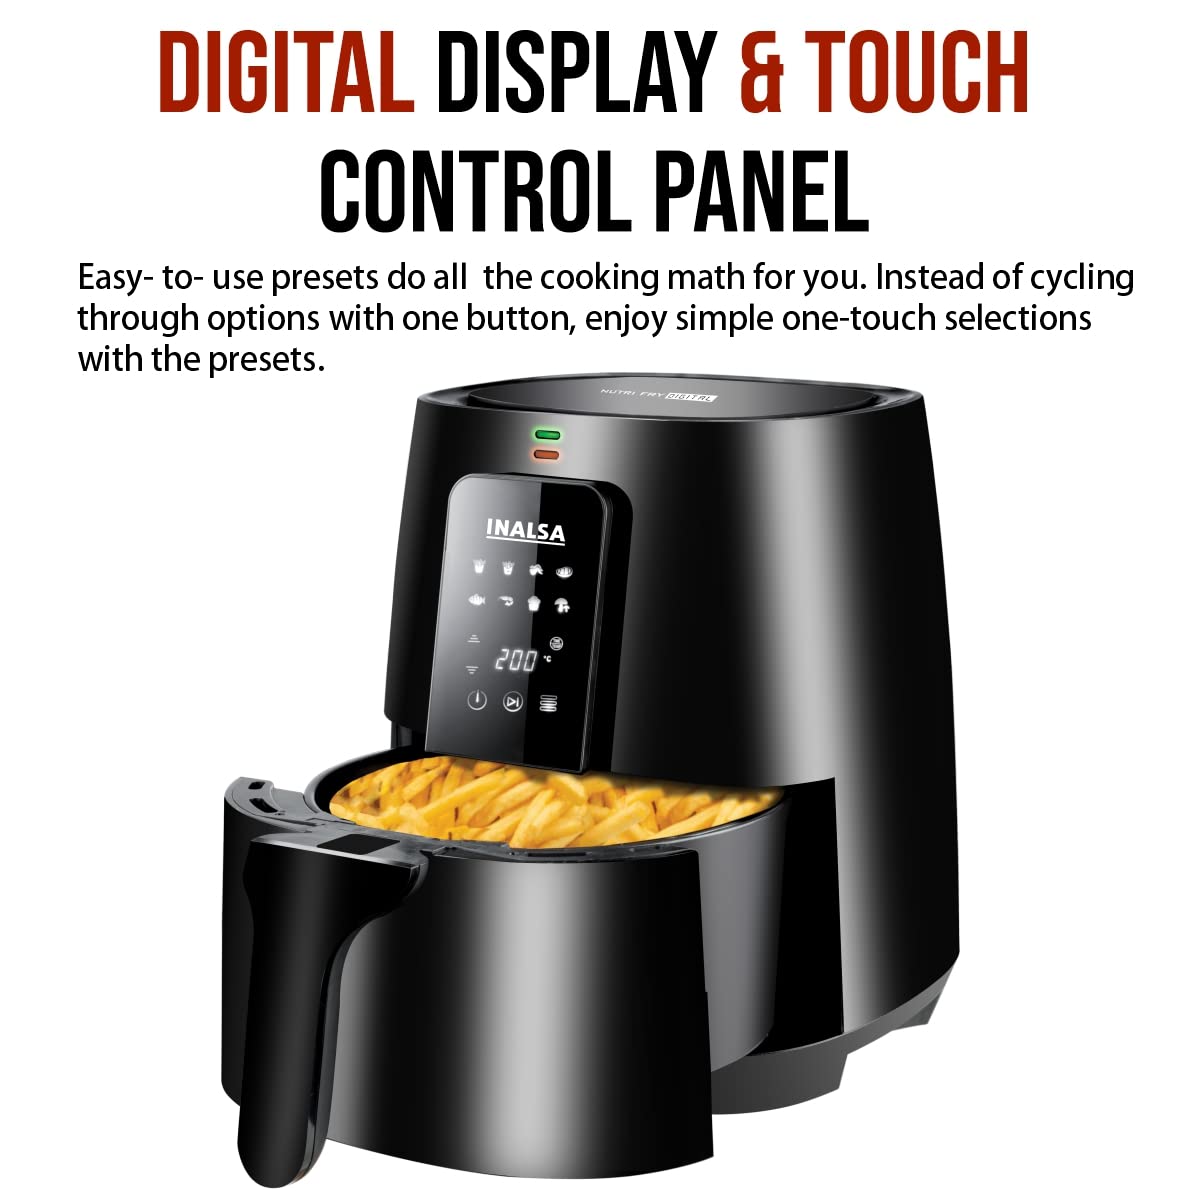 DIGITAL DISPLAY & TOUCH
CONTROL PANEL
Easy- to- use presets do all  the cooking math for you. Instead of cycling
through options with one button, enjoy simple one-touch selections
with the presets.
NUTRI FRY DIGITAL
INALSA
200 °C